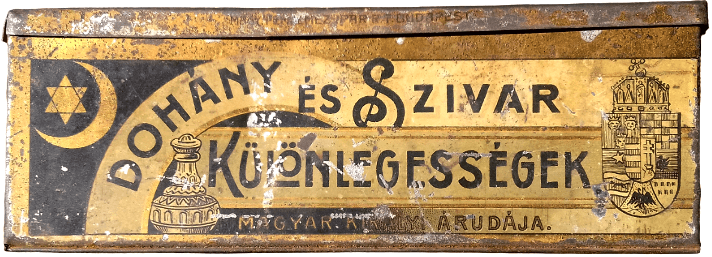 DOHÁNY ÉS SZIVAR
KÜLÖNLEGESSÉGEK
MAGYAR. KIRÁLYI ÁRUDÁJA.